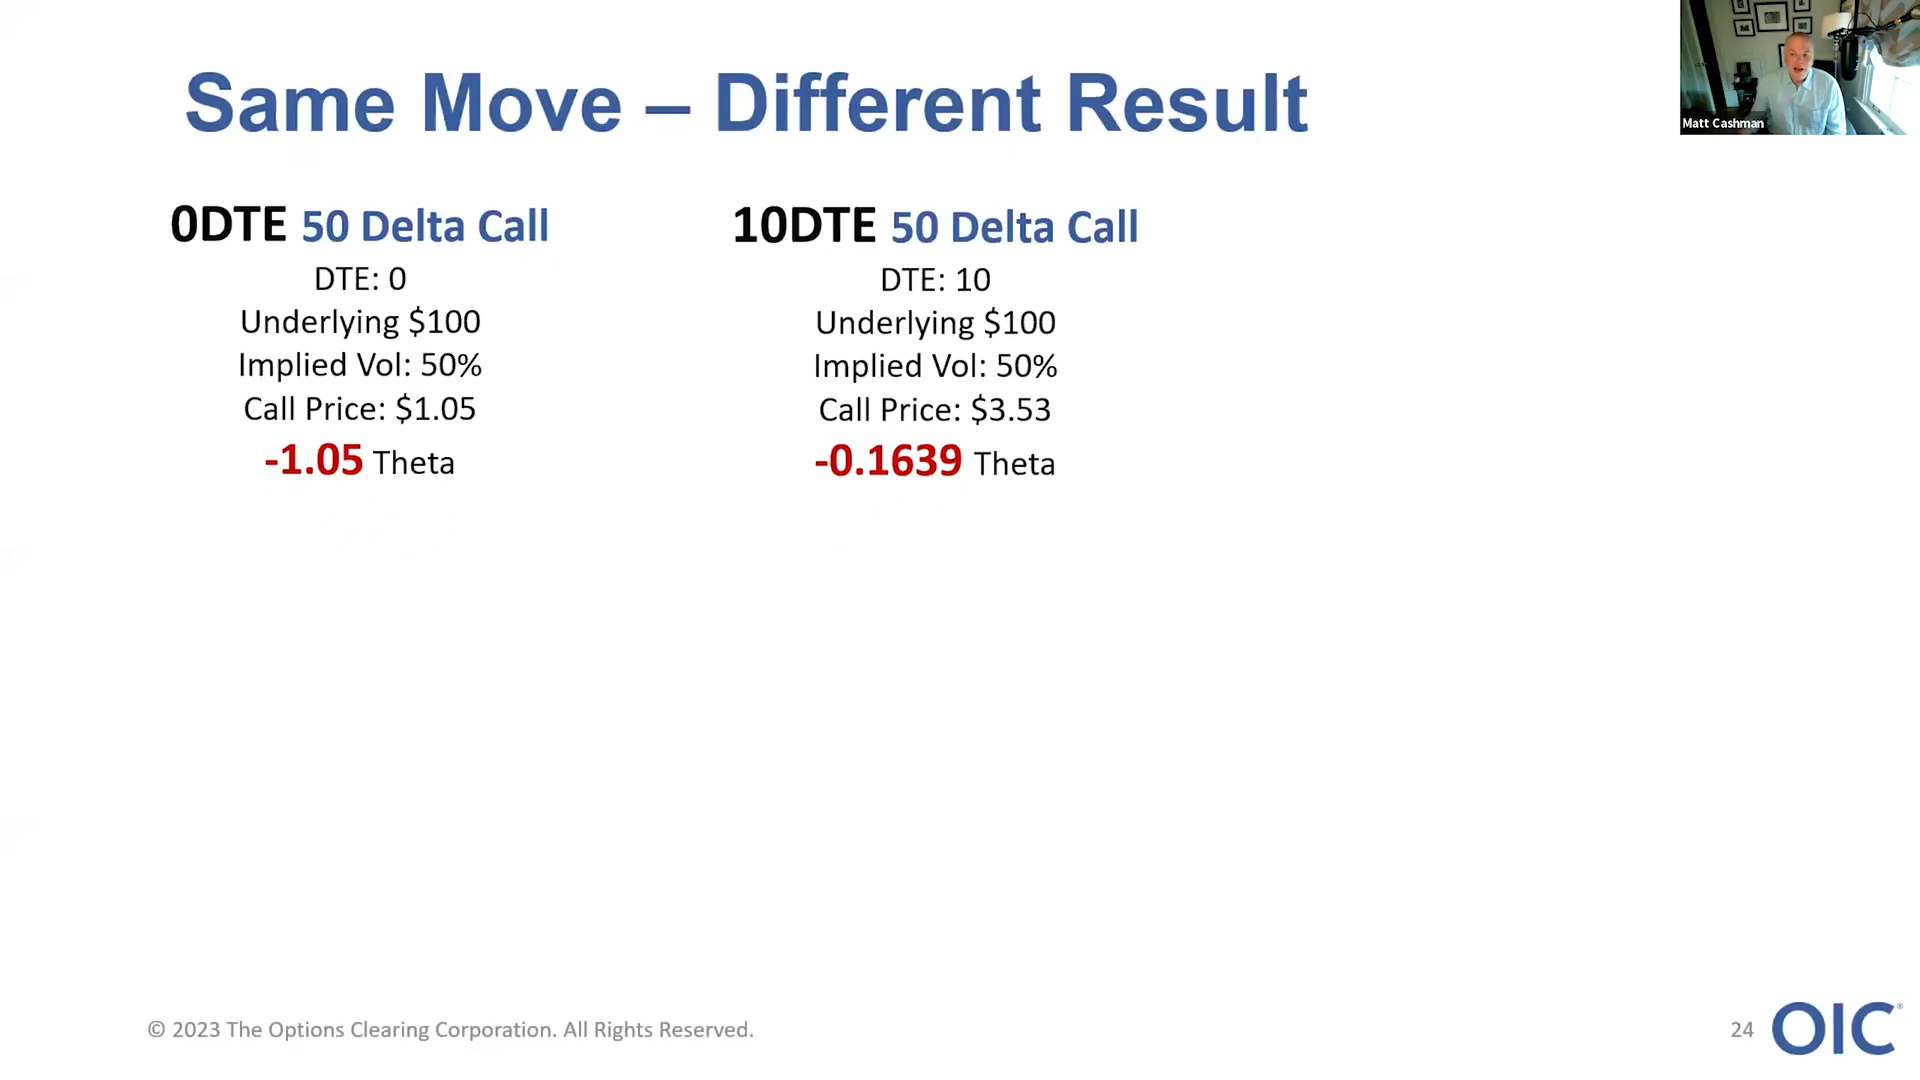 Same Move – Different Result
Matt Cashman
0DTE 50 Delta Call
DTE: 0
Underlying $100
Implied Vol: 50%
Call Price: $1.05
-1.05 Theta
10DTE 50 Delta Call
DTE: 10
Underlying $100
Implied Vol: 50%
Call Price: $3.53
-0.1639 Theta
© 2023 The Options Clearing Corporation. All Rights Reserved.
24
OIC®